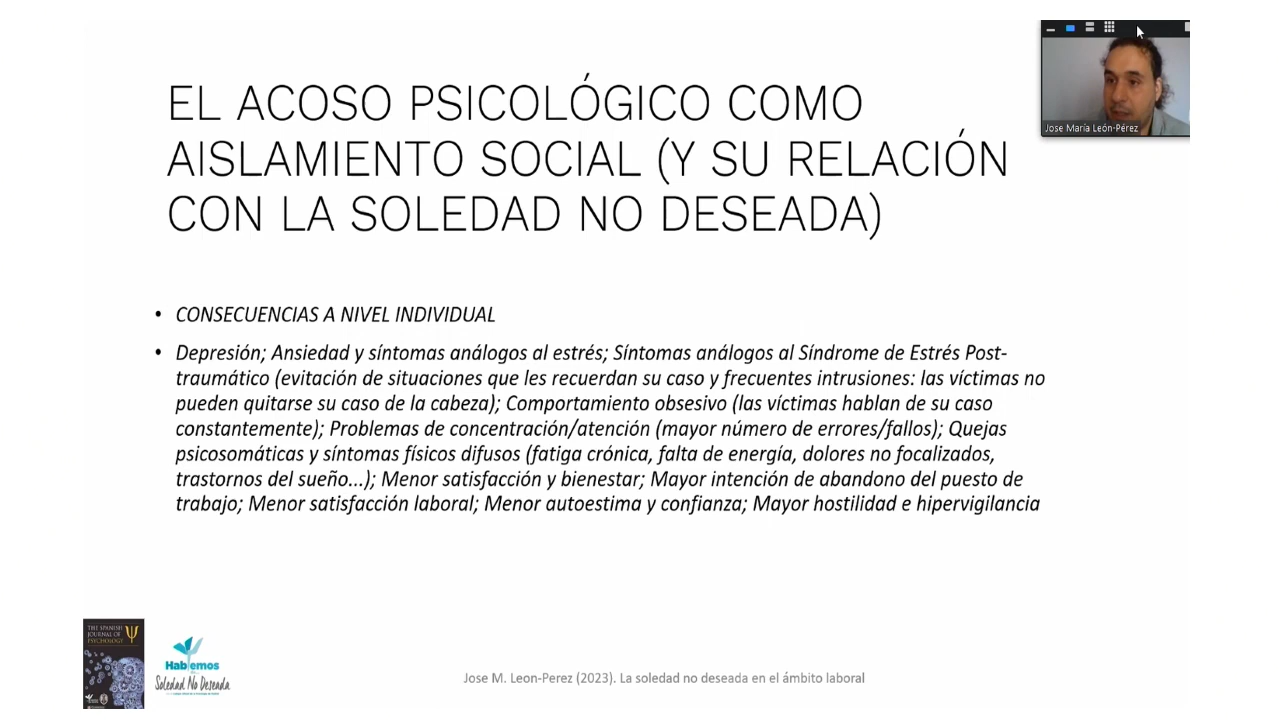 EL ACOSO PSICOLÓGICO COMO
AISLAMIENTO SOCIAL (Y SU RELACIÓN
CON LA SOLEDAD NO DESEADA)
Jose María León-Pérez
• CONSECUENCIAS A NIVEL INDIVIDUAL
• Depresión; Ansiedad y síntomas análogos al estrés; Síntomas análogos al Síndrome de Estrés Post-
traumático (evitación de situaciones que les recuerdan su caso y frecuentes intrusiones: las víctimas no
pueden quitarse su caso de la cabeza); Comportamiento obsesivo (las víctimas hablan de su caso
constantemente); Problemas de concentración/atención (mayor número de errores/fallos); Quejas
psicosomáticas y síntomas físicos difusos (fatiga crónica, falta de energía, dolores no focalizados,
trastornos del sueño...); Menor satisfacción y bienestar; Mayor intención de abandono del puesto de
trabajo; Menor satisfacción laboral; Menor autoestima y confianza; Mayor hostilidad e hipervigilancia
THE SPANISH
JOURNAL OF
PSYCHOLOGY
Hablemos
Soledad No Deseada
Jose M. Leon-Perez (2023). La soledad no deseada en el ámbito laboral